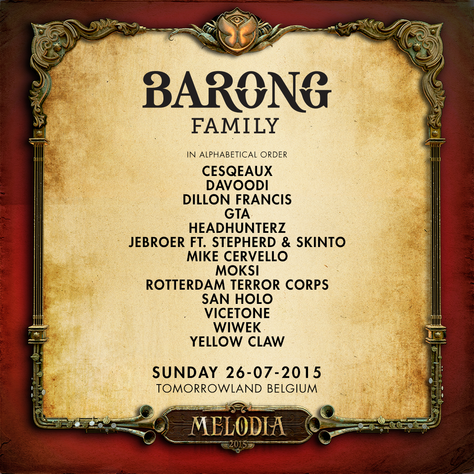 BARONG
FAMILY
IN ALPHABETICAL ORDER
CESQEAUX
DAVOODI
DILLON FRANCIS
GTA
HEADHUNTERZ
JEBROER FT. STEPHERD & SKINTO
MIKE CERVELLO
MOKSI
ROTTERDAM TERROR CORPS
SAN HOLO
VICETONE
WIWEK
YELLOW CLAW
SUNDAY 26-07-2015
TOMORROWLAND BELGIUM
MELODIA
2015